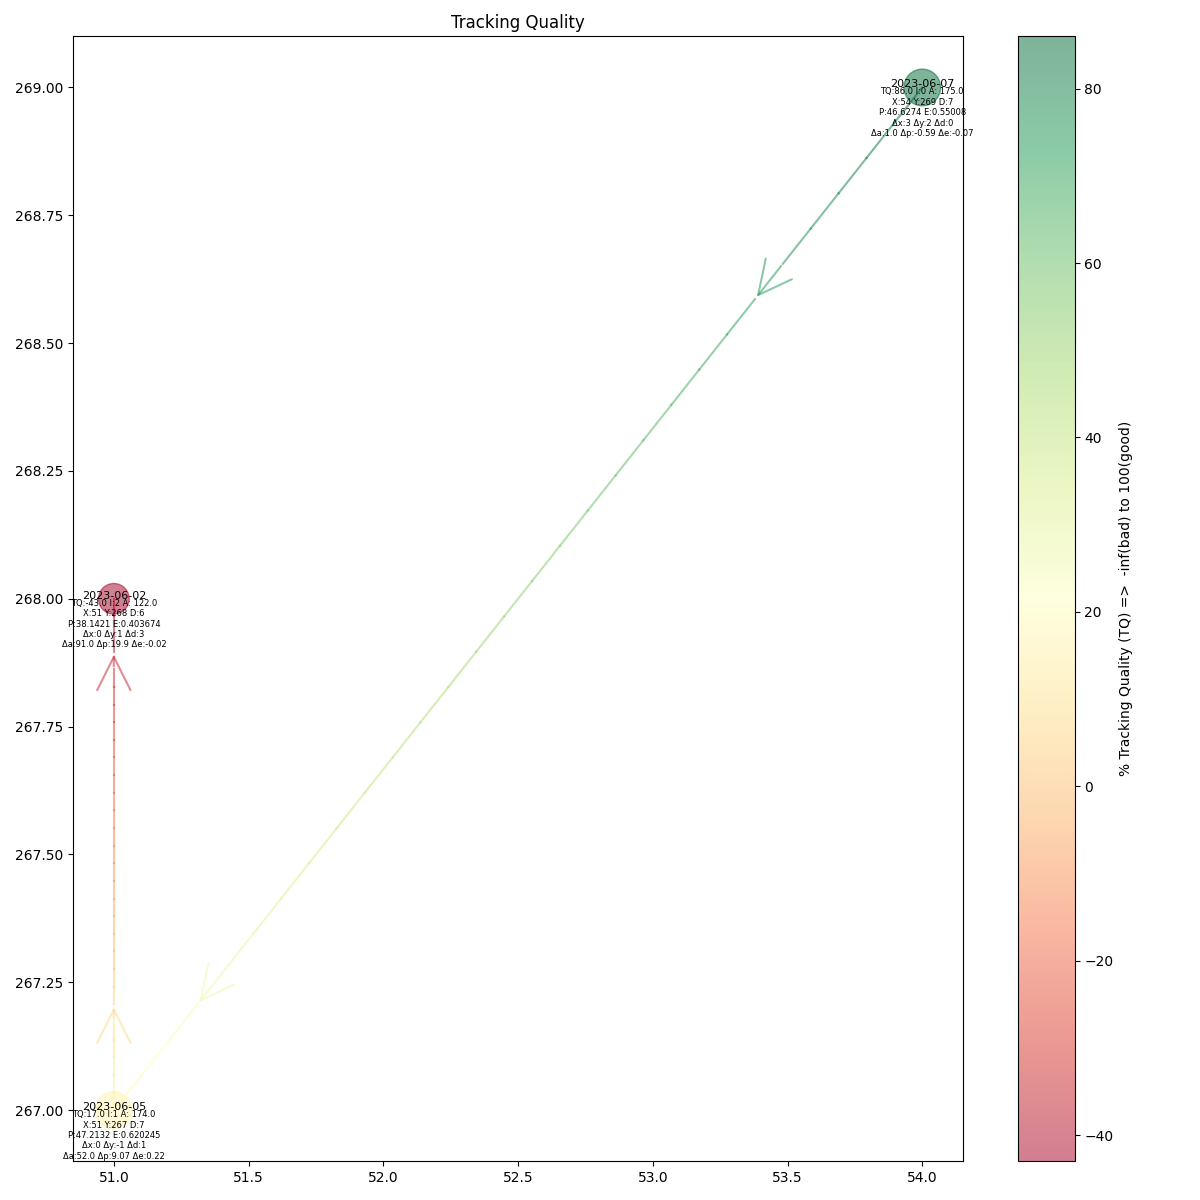 Tracking Quality
269.00
268.75
268.50
268.25
268.00
267.75
267.50
267.25
267.00
51.0
51.5
52.0
52.5
53.0
53.5
54.0
2023-06-07
TQ:86.0 I:0 A: 175.0
X:54 Y:269 D:7
P:46.6274 E:0.55008
Δx:3 Δy:2 Δd:0
Δa:1.0 Δp:-0.59 Δe:-0.07
2023-06-02
TQ:-43.0 I:2 A: 122.0
X:51 Y:268 D:6
P:38.1421 E:0.403674
Δx:0 Δy:1 Δd:3
Δa:91.0 Δp:19.9 Δe:-0.02
2023-06-05
TQ:17.0 I:1 A: 174.0
X:51 Y:267 D:7
P:47.2132 E:0.620245
Δx:0 Δy:-1 Δd:1
Δa:52.0 Δp:9.07 Δe:0.22
80
60
40
20
0
−20
−40
% Tracking Quality (TQ) => -inf(bad) to 100(good)